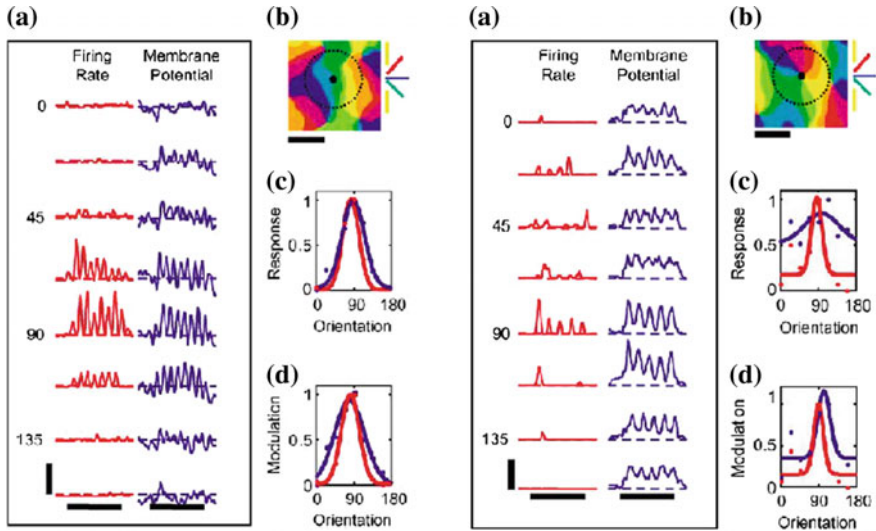 (a)
Firing Rate
Membrane Potential
0
45
90
135
(b)
(c)
Response
1
0.5
0
0 90 180
Orientation
(d)
Modulation
1
0.5
0
0 90 180
Orientation
(a)
Firing Rate
Membrane Potential
0
45
90
135
(b)
(c)
Response
1
0.5
0
0 90 180
Orientation
(d)
Modulation
1
0.5
0
0 90 180
Orientation